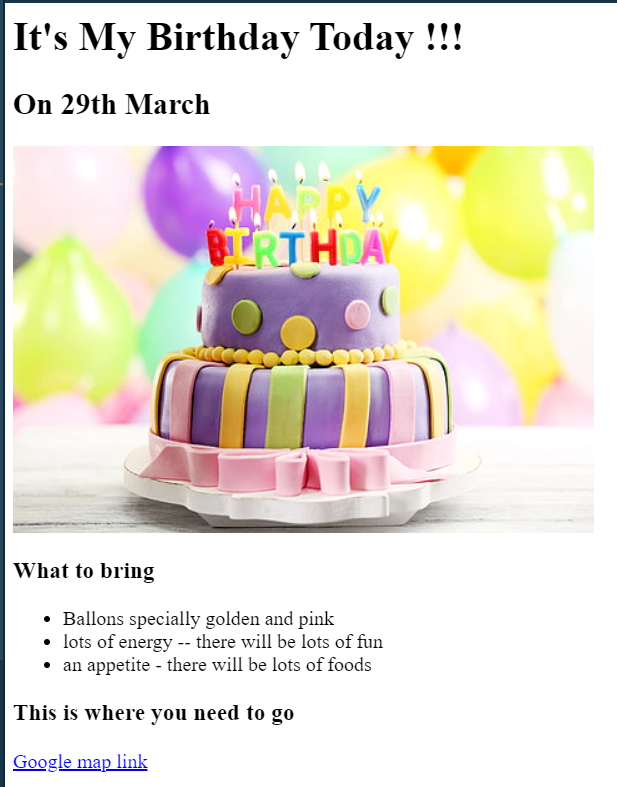 It's My Birthday Today !!!
On 29th March
HAPPY
BIRTHDAY
What to bring
Ballons specially golden and pink
lots of energy -- there will be lots of fun
an appetite - there will be lots of foods
This is where you need to go
Google map link